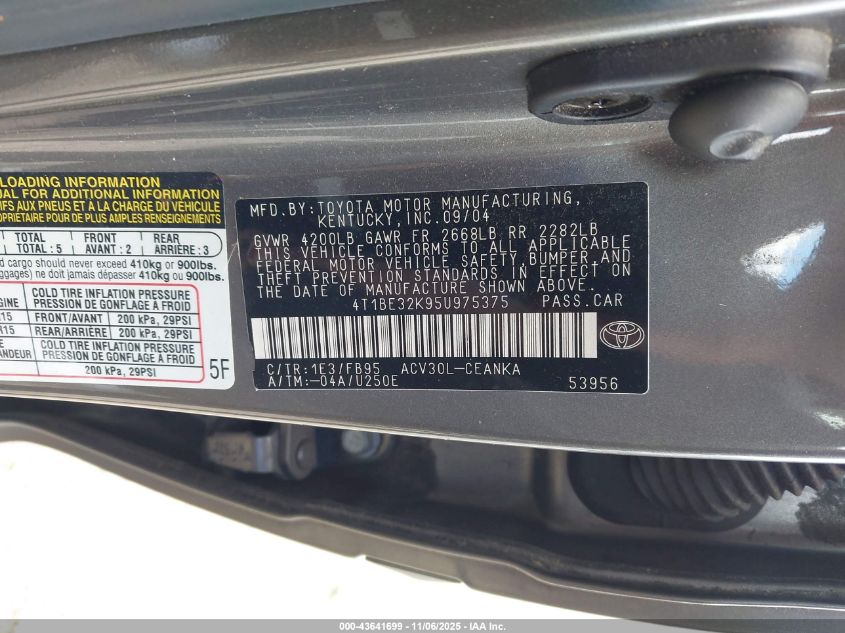 LOADING INFORMATION
FOR ADDITIONAL INFORMATION
PNEUS AUX ET A LA CHARGE DU VÉHICULE
PROPRIÉTAIRE POUR DE AMPLES RENSEIGNEMENTS
TOTAL FRONT REAR
TOTAL : 5 AVANT : 2 ARRIÈRE : 3
cargo should never exceed 410kg or 900lbs.
ne doit jamais dépasser 410kg ou 900lbs.
COLD TIRE INFLATION PRESSURE
PRESSION DE GONFLAGE À FROID
R15 FRONT/AVANT 200 kPa, 29PSI
R15 REAR/ARRIÈRE 200 kPa, 29PSI
COLD TIRE INFLATION PRESSURE
PRESSION DE GONFLAGE À FROID
200 kPa, 29PSI
5F
MFD.BY: TOYOTA MOTOR MANUFACTURING,
KENTUCKY, INC. 09/04
GVWR 4200LB GAWR FR 2668LB RR 2282LB
THIS VEHICLE CONFORMS TO ALL APPLICABLE
FEDERAL MOTOR VEHICLE SAFETY,BUMPER,AND
THEFT PREVENTION STANDARDS IN EFFECT ON
THE DATE OF MANUFACTURE SHOWN ABOVE.
4T1BE32K95U975375 PASS.CAR
C/TR:1E3/FB95 ACV30L-CEANKA
A/TM:-04A/U250E 53956
000-43641699 - 11/06/2025 - IAA Inc.